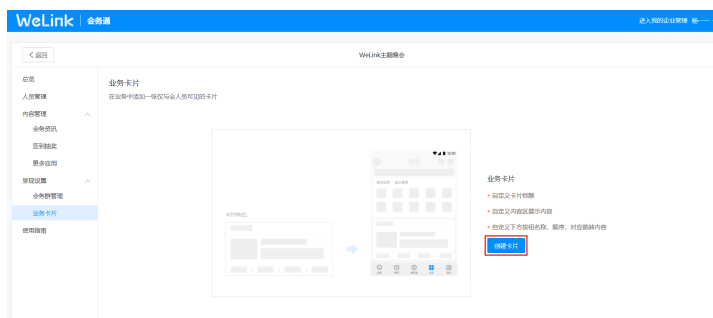 WeLink 会务通
进入我的企业管理 杨
返回
WeLink主题晚会
总览
人员管理
内容管理
会务资讯
签到抽奖
更多应用
呈现设置
会务群管理
业务卡片
使用指南
业务卡片
在业务中添加一张仅与会人员可见的卡片
卡片样式:
业务卡片
* 自定义卡片标题
* 自定义内容区展示内容
* 自定义下方按钮名称、顺序、对应跳转内容
创建卡片